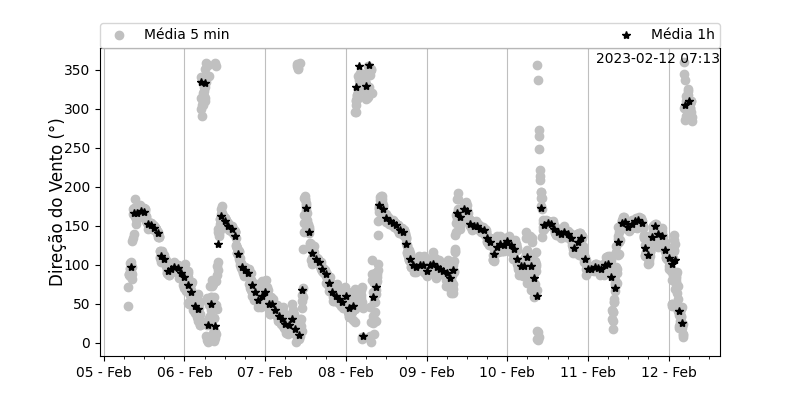 Média 5 min
Média 1h
2023-02-12 07:13
Direção do Vento (°)
350
300
250
200
150
100
50
0
05 - Feb
06 - Feb
07 - Feb
08 - Feb
09 - Feb
10 - Feb
11 - Feb
12 - Feb